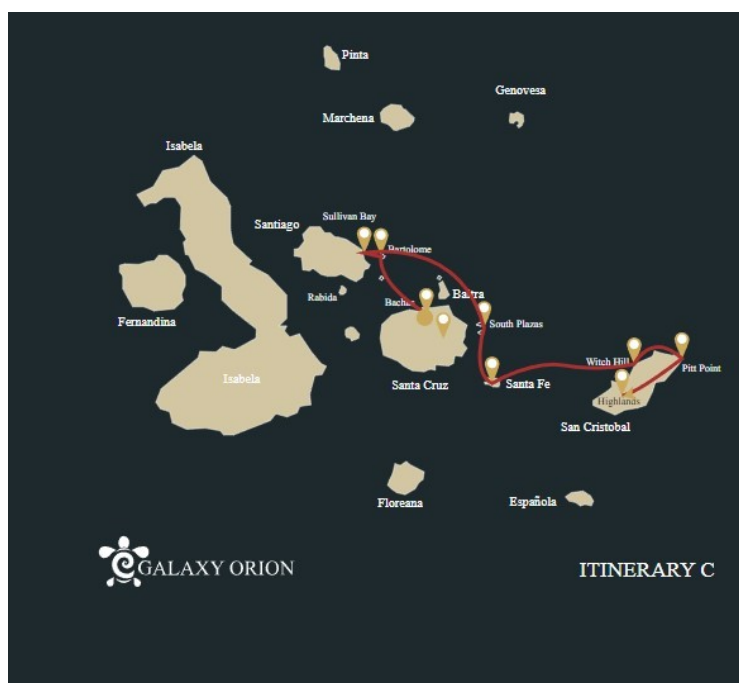 Pinta
Genovesa
Marchena
Isabela
Sullivan Bay
Santiago
Bartolome
Rabida
Bachas
Baltra
Fernandina
South Plazas
Witch Hill
Pitt Point
Isabela
Santa Cruz
Santa Fe
Highlands
San Cristobal
Floreana
Española
GALAXY ORION
ITINERARY C